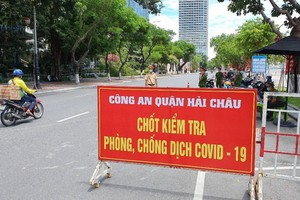 CÔNG AN QUẬN HẢI CHÂU
CHỐT KIỂM TRA
PHÒNG, CHỐNG DỊCH COVID - 19